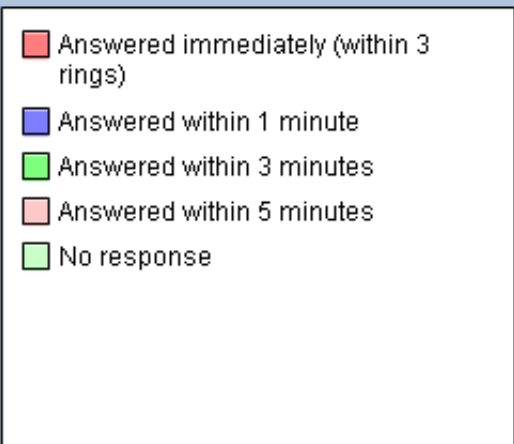 Answered immediately (within 3
rings)
Answered within 1 minute
Answered within 3 minutes
Answered within 5 minutes
No response